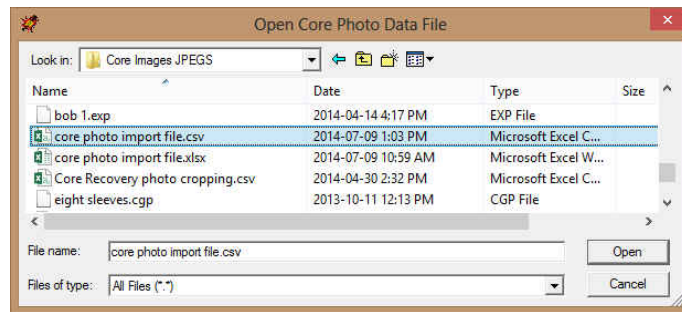 Open Core Photo Data File
Look in: Core Images JPEGS
Name Date Type Size
bob 1.exp 2014-04-14 4:17 PM EXP File
core photo import file.csv 2014-07-09 1:03 PM Microsoft Excel C...
core photo import file.xlsx 2014-07-09 10:59 AM Microsoft Excel W...
Core Recovery photo cropping.csv 2014-04-30 2:32 PM Microsoft Excel C...
eight sleeves.cgp 2013-10-11 12:13 PM CGP File
File name: core photo import file.csv Open
Files of type: All Files (*.*) Cancel